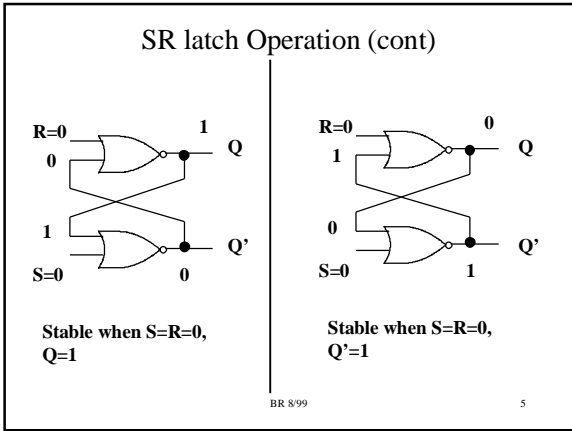 SR latch Operation (cont)
R=0
1
Q
0
1
Q’
S=0
0
Stable when S=R=0,
Q=1
R=0
0
Q
1
0
Q’
S=0
1
Stable when S=R=0,
Q’=1
BR 8/99
5